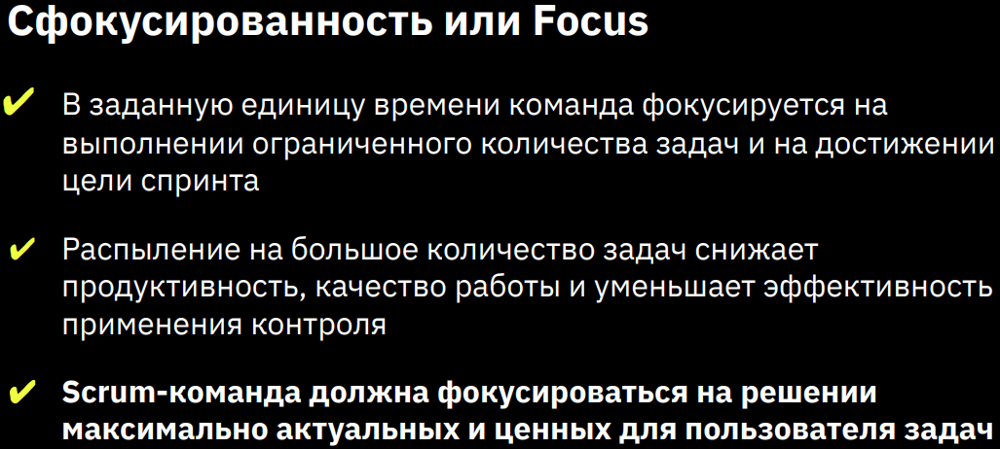 Сфокусированность или Focus
✔ В заданную единицу времени команда фокусируется на
выполнении ограниченного количества задач и на достижении
цели спринта
✔ Распыление на большое количество задач снижает
продуктивность, качество работы и уменьшает эффективность
применения контроля
✔ Scrum-команда должна фокусироваться на решении
максимально актуальных и ценных для пользователя задач